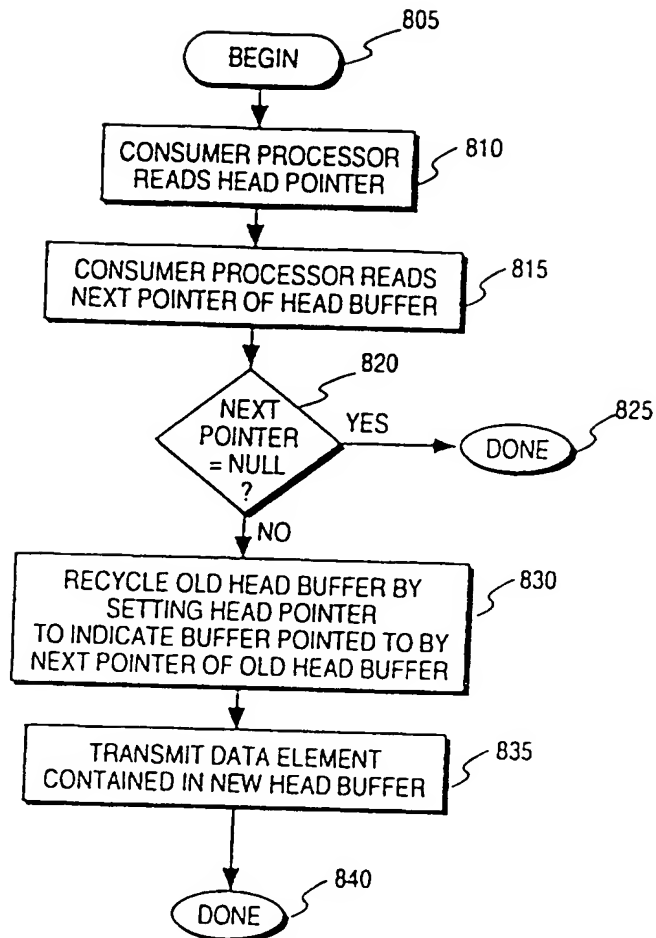 805
BEGIN
810
CONSUMER PROCESSOR
READS HEAD POINTER
815
CONSUMER PROCESSOR READS
NEXT POINTER OF HEAD BUFFER
820
NEXT
POINTER
= NULL
?
YES
DONE
825
NO
830
RECYCLE OLD HEAD BUFFER BY
SETTING HEAD POINTER
TO INDICATE BUFFER POINTED TO BY
NEXT POINTER OF OLD HEAD BUFFER
835
TRANSMIT DATA ELEMENT
CONTAINED IN NEW HEAD BUFFER
840
DONE